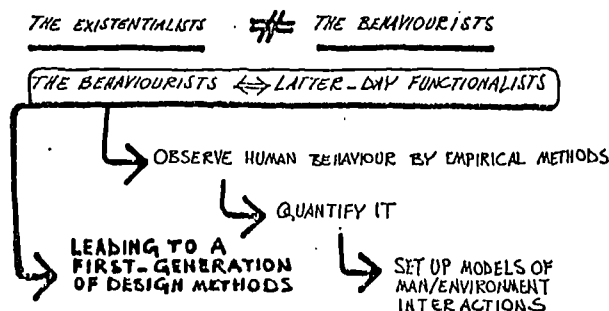 THE EXISTENTIALISTS ≠ THE BEHAVIOURISTS
THE BEHAVIOURISTS ⇔ LATTER-DAY FUNCTIONALISTS
OBSERVE HUMAN BEHAVIOUR BY EMPIRICAL METHODS
QUANTIFY IT
LEADING TO A
FIRST-GENERATION
OF DESIGN METHODS
SET UP MODELS OF
MAN/ENVIRONMENT
INTERACTIONS